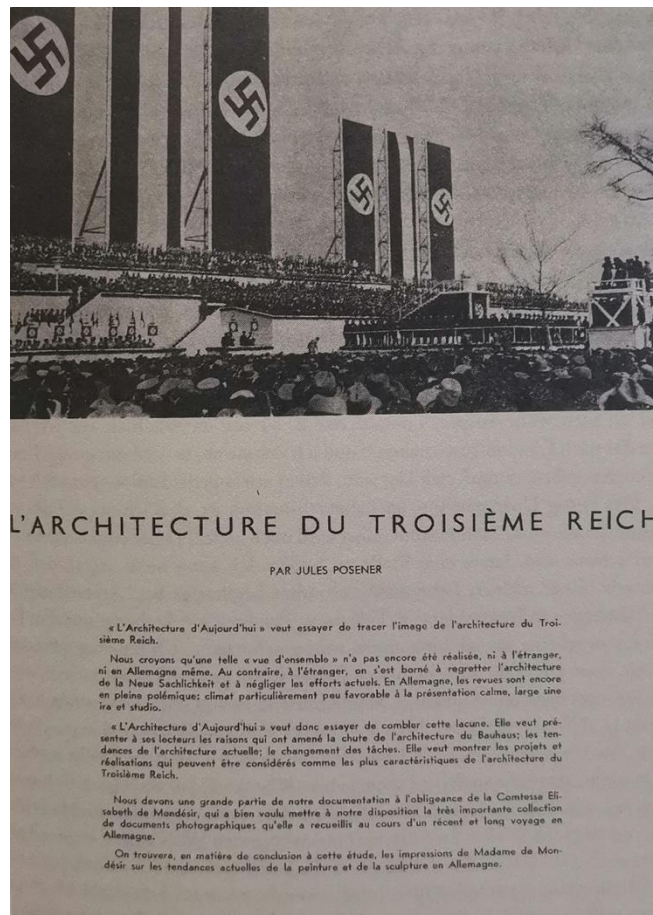 L'ARCHITECTURE DU TROISIÈME REICH
PAR JULES POSENER
« L'Architecture d'Aujourd'hui » veut essayer de tracer l'image de l'architecture du Troi-
sième Reich.
Nous croyons qu'une telle « vue d'ensemble » n'a pas encore été réalisée, ni à l'étranger,
ni en Allemagne même. Au contraire, à l'étranger, on s'est borné à regretter l'architecture
de la Neue Sachlichkeit et à négliger les efforts actuels. En Allemagne, les revues sont encore
en pleine polémique: climat particulièrement peu favorable à la présentation calme, large sine
ira et studio.
« L'Architecture d'Aujourd'hui » veut donc essayer de combler cette lacune. Elle veut pré-
senter à ses lecteurs les raisons qui ont amené la chute de l'architecture du Bauhaus; les ten-
dances de l'architecture actuelle; le changement des tâches. Elle veut montrer les projets et
réalisations qui peuvent être considérés comme les plus caractéristiques de l'architecture du
Troisième Reich.
Nous devons une grande partie de notre documentation à l'obligeance de la Comtesse Eli-
sabeth de Mondésir, qui a bien voulu mettre à notre disposition la très importante collection
de documents photographiques qu'elle a recueillis au cours d'un récent et long voyage en
Allemagne.
On trouvera, en matière de conclusion à cette étude, les impressions de Madame de Mon-
désir sur les tendances actuelles de la peinture et de la sculpture en Allemagne.